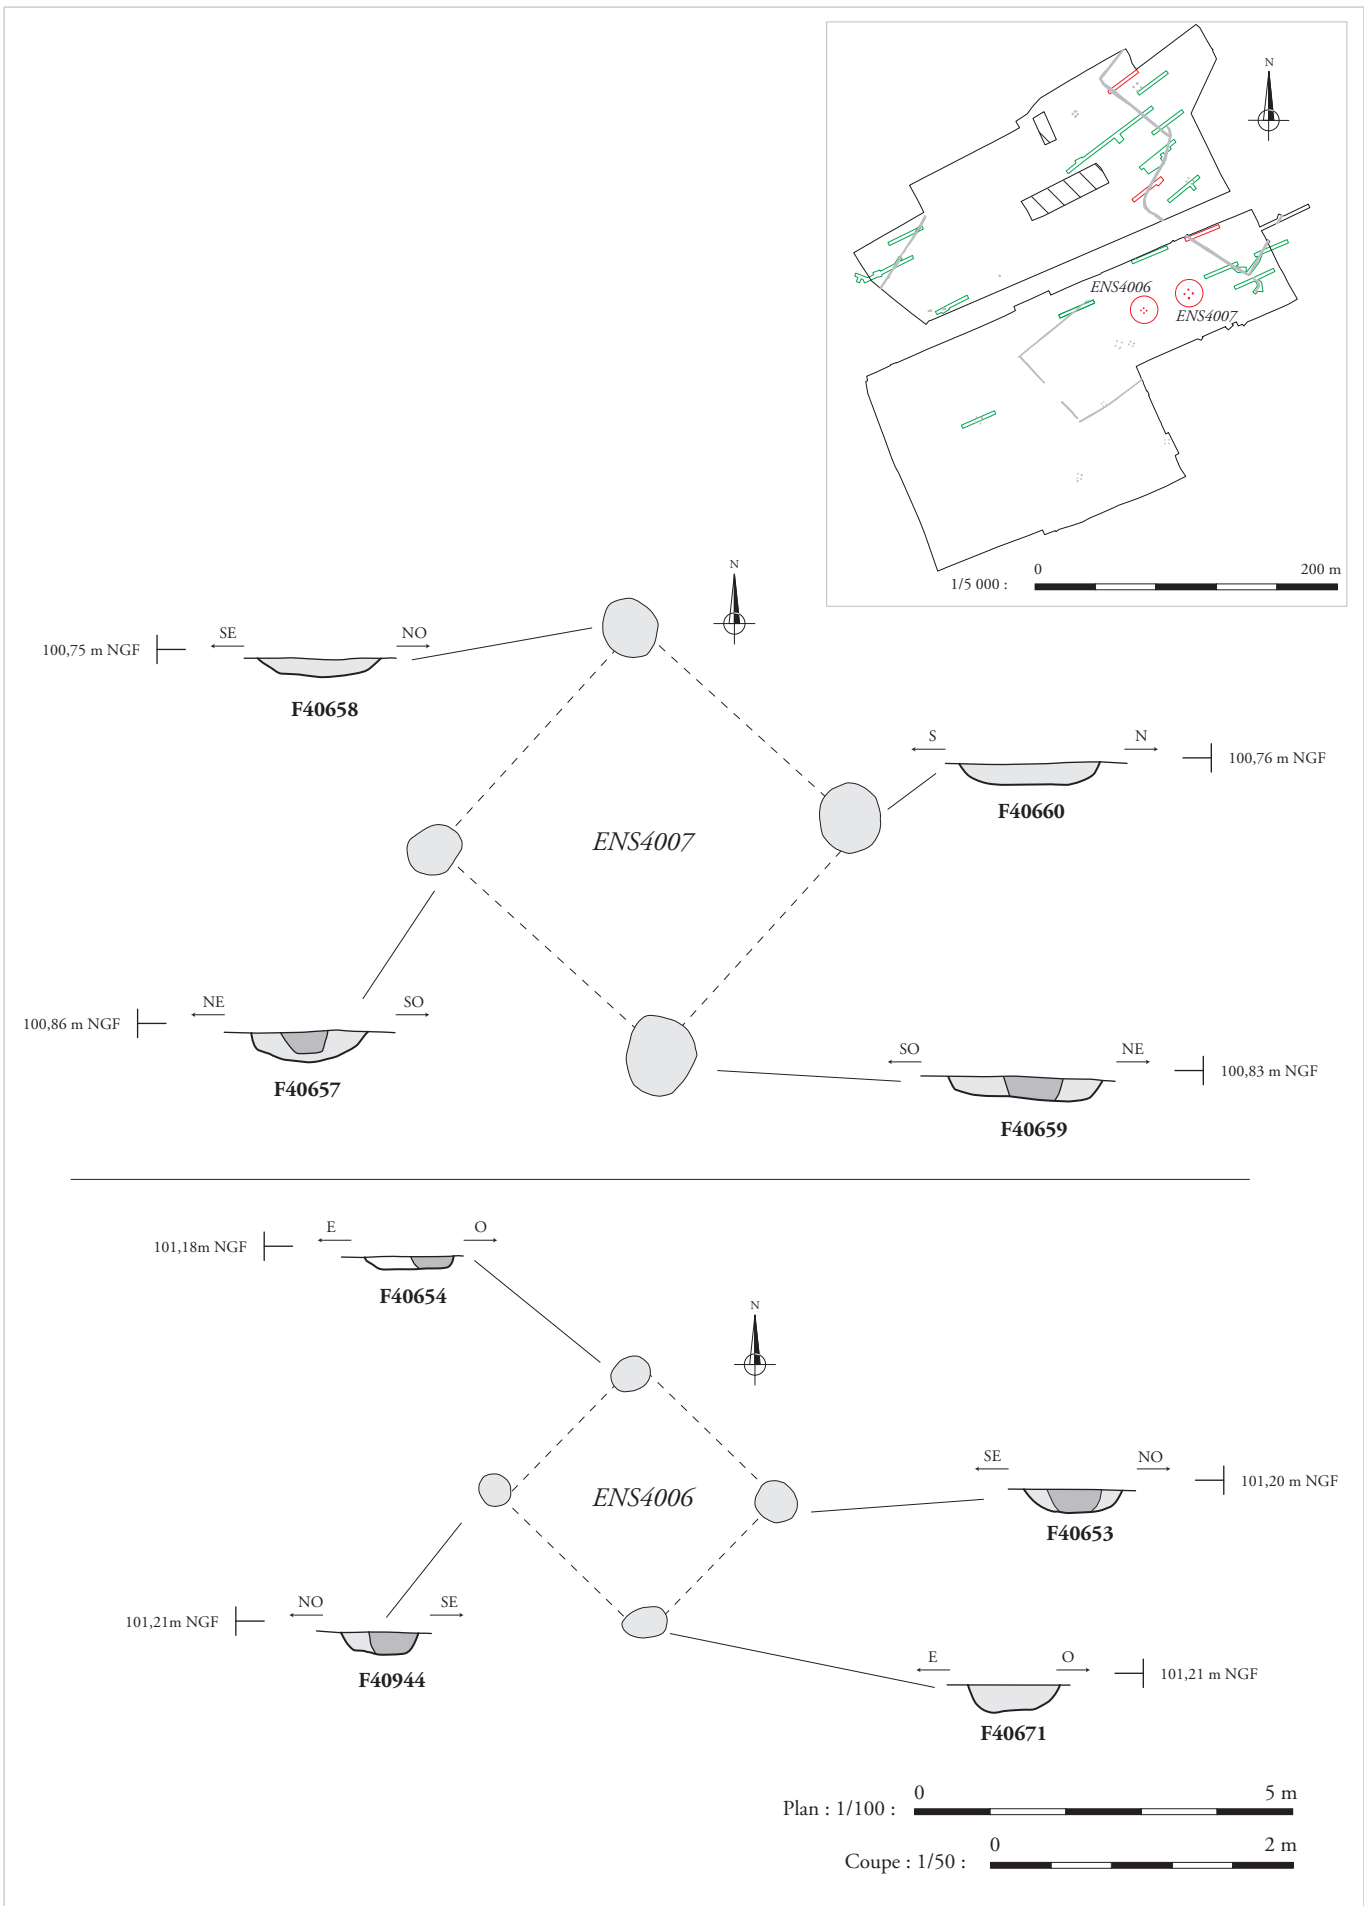 N
ENS4006
ENS4007
0 200 m
1/5 000 :
N
SE NO
100,75 m NGF
F40658
S N
100,76 m NGF
F40660
ENS4007
NE SO
100,86 m NGF
F40657
SO NE
100,83 m NGF
F40659
E O
101,18m NGF
F40654
N
SE NO
101,20 m NGF
F40653
ENS4006
NO SE
101,21m NGF
F40944
E O
101,21 m NGF
F40671
0 5 m
Plan : 1/100 :
0 2 m
Coupe : 1/50 :